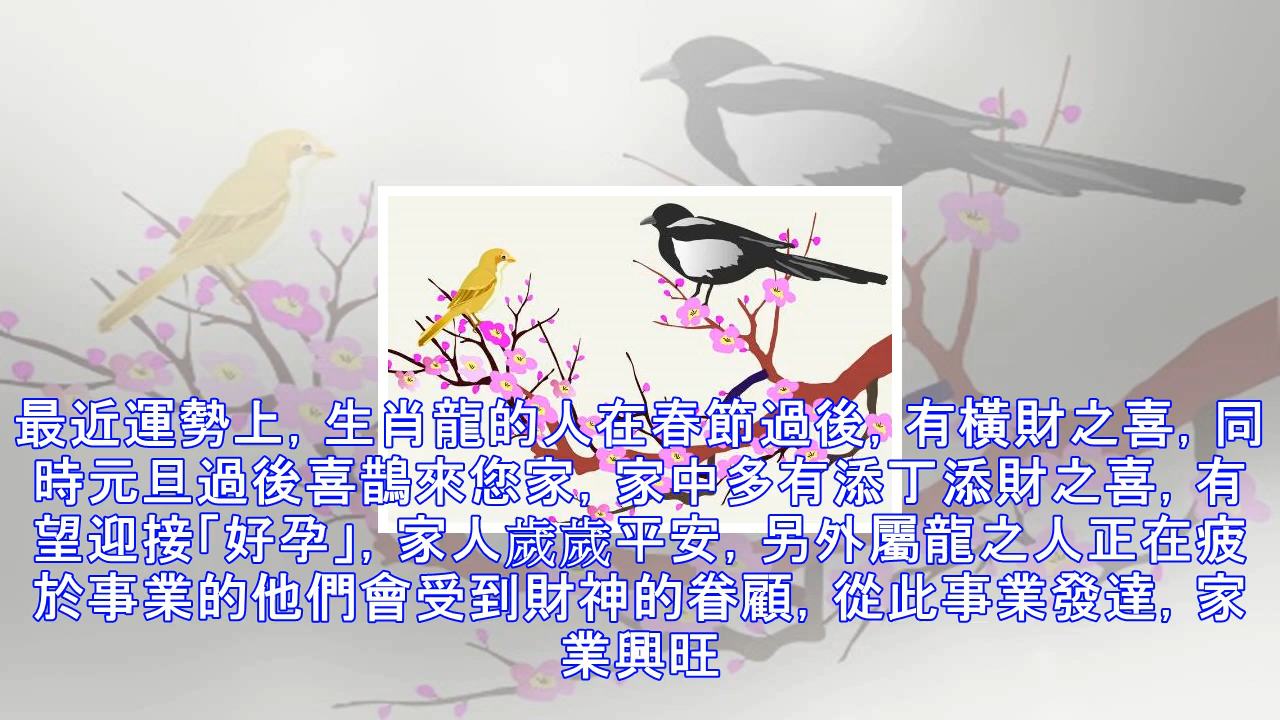 最近運勢上, 生肖龍的人在春節過後, 有橫財之喜, 同
時元旦過後喜鵲來您家, 家中多有添丁添財之喜, 有
望迎接「好孕」, 家人歲歲平安, 另外屬龍之人正在疲
於事業的他們會受到財神的眷顧, 從此事業發達, 家
業興旺